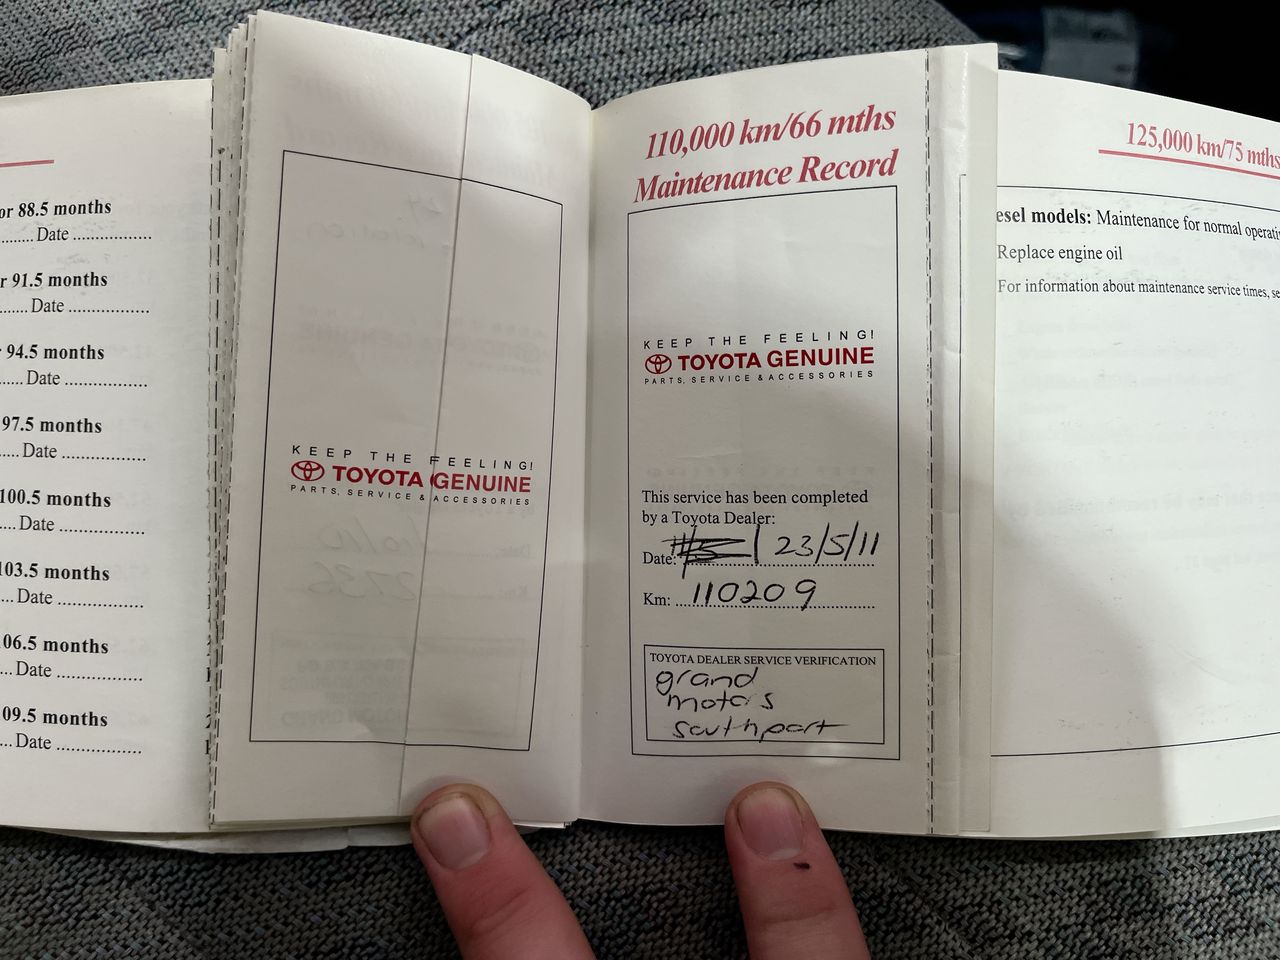 or 88.5 months
Date
r 91.5 months
Date
94.5 months
Date
97.5 months
Date
100.5 months
Date
103.5 months
Date
06.5 months
Date
09.5 months
Date
KEEP THE FEELING!
TOYOTA GENUINE
PARTS, SERVICE & ACCESSORIES
110,000 km/66 mths
Maintenance Record
KEEP THE FEELING!
TOYOTA GENUINE
PARTS, SERVICE & ACCESSORIES
This service has been completed
by a Toyota Dealer:
Date: 23/5/11
Km: 110209
TOYOTA DEALER SERVICE VERIFICATION
grand
motors
southport
125,000 km/75 mths
esel models: Maintenance for normal operati
Replace engine oil
For information about maintenance service times, se